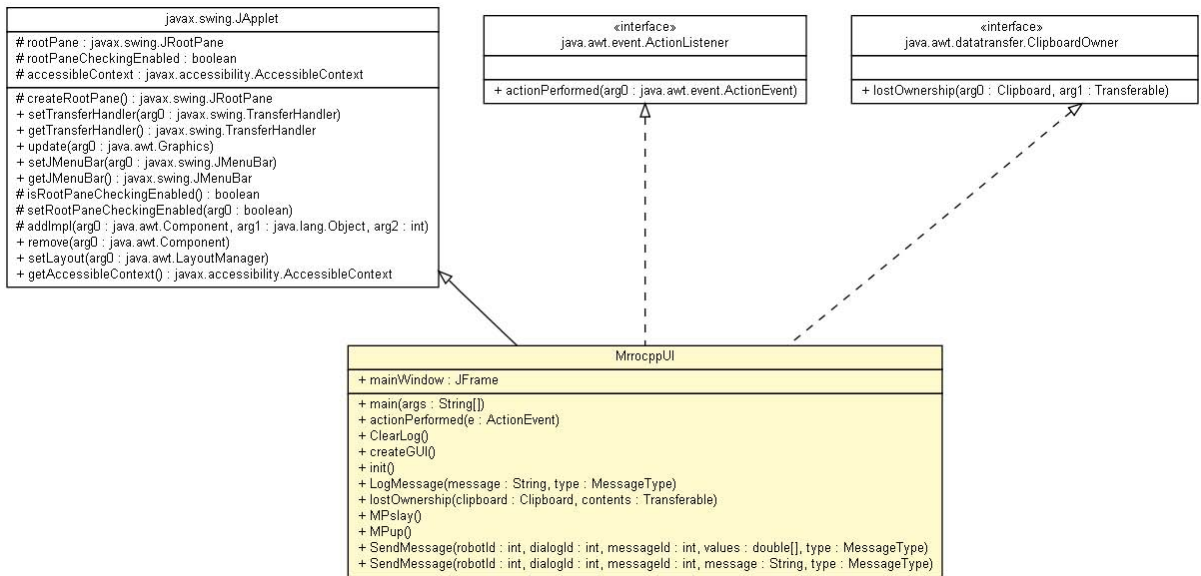 javax.swing.JApplet
# rootPane : javax.swing.JRootPane
# rootPaneCheckingEnabled : boolean
# accessibleContext : javax.accessibility.AccessibleContext
# createRootPane() : javax.swing.JRootPane
+ setTransferHandler(arg0 : javax.swing.TransferHandler)
+ getTransferHandler() : javax.swing.TransferHandler
+ update(arg0 : java.awt.Graphics)
+ setJMenuBar(arg0 : javax.swing.JMenuBar)
+ getJMenuBar() : javax.swing.JMenuBar
# isRootPaneCheckingEnabled() : boolean
# setRootPaneCheckingEnabled(arg0 : boolean)
# addImpl(arg0 : java.awt.Component, arg1 : java.lang.Object, arg2 : int)
+ remove(arg0 : java.awt.Component)
+ setLayout(arg0 : java.awt.LayoutManager)
+ getAccessibleContext() : javax.accessibility.AccessibleContext
«interface»
java.awt.event.ActionListener
+ actionPerformed(arg0 : java.awt.event.ActionEvent)
«interface»
java.awt.datatransfer.ClipboardOwner
+ lostOwnership(arg0 : Clipboard, arg1 : Transferable)
MrrocppUI
+ mainWindow : JFrame
+ main(args : String[])
+ actionPerformed(e : ActionEvent)
+ ClearLog()
+ createGUI()
+ init()
+ LogMessage(message : String, type : MessageType)
+ lostOwnership(clipboard : Clipboard, contents : Transferable)
+ MPslay()
+ MPup()
+ SendMessage(robotId : int, dialogId : int, messageId : int, values : double[], type : MessageType)
+ SendMessage(robotId : int, dialogId : int, messageId : int, message : String, type : MessageType)